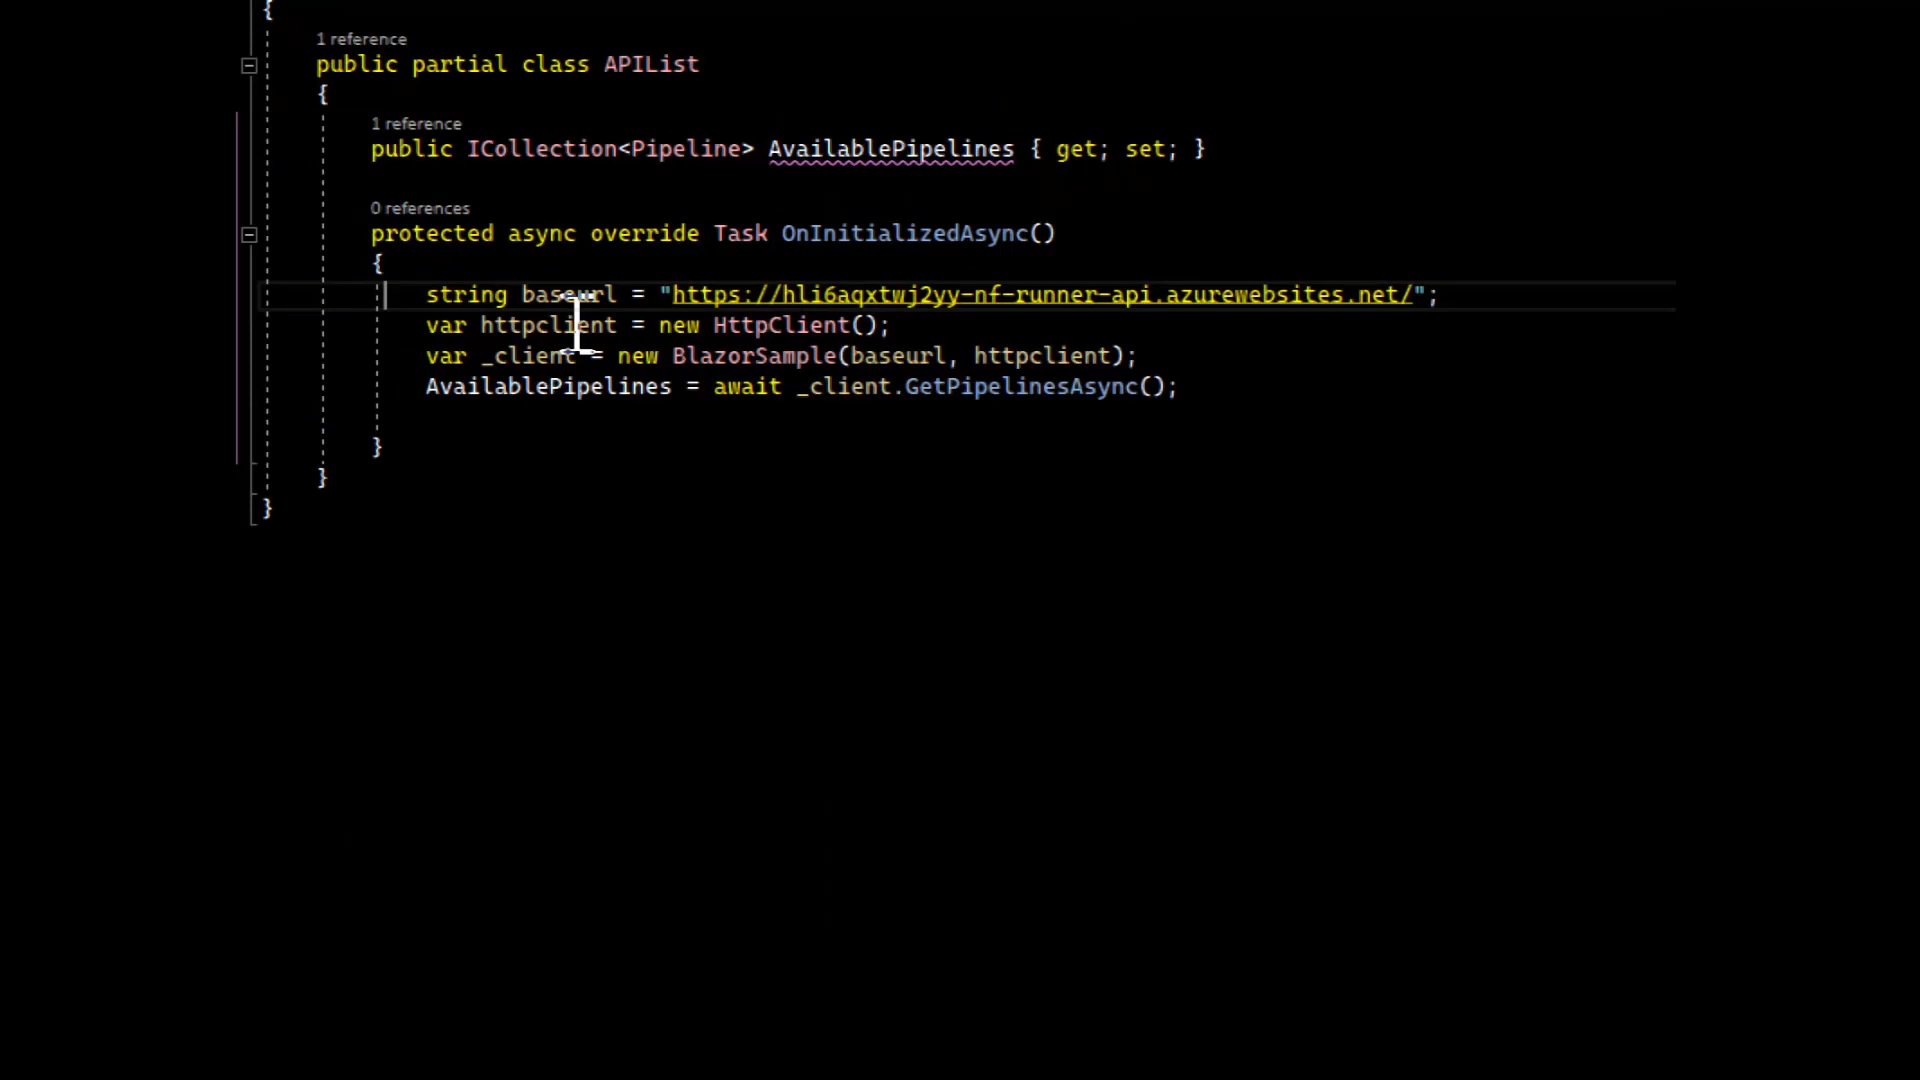 {
1 reference
public partial class APIList
{
1 reference
public ICollection<Pipeline> AvailablePipelines { get; set; }
0 references
protected async override Task OnInitializedAsync()
{
string baseurl = "https://hli6aqxtwj2yy-nf-runner-api.azurewebsites.net/";
var httpclient = new HttpClient();
var _client = new BlazorSample(baseurl, httpclient);
AvailablePipelines = await _client.GetPipelinesAsync();
}
}
}